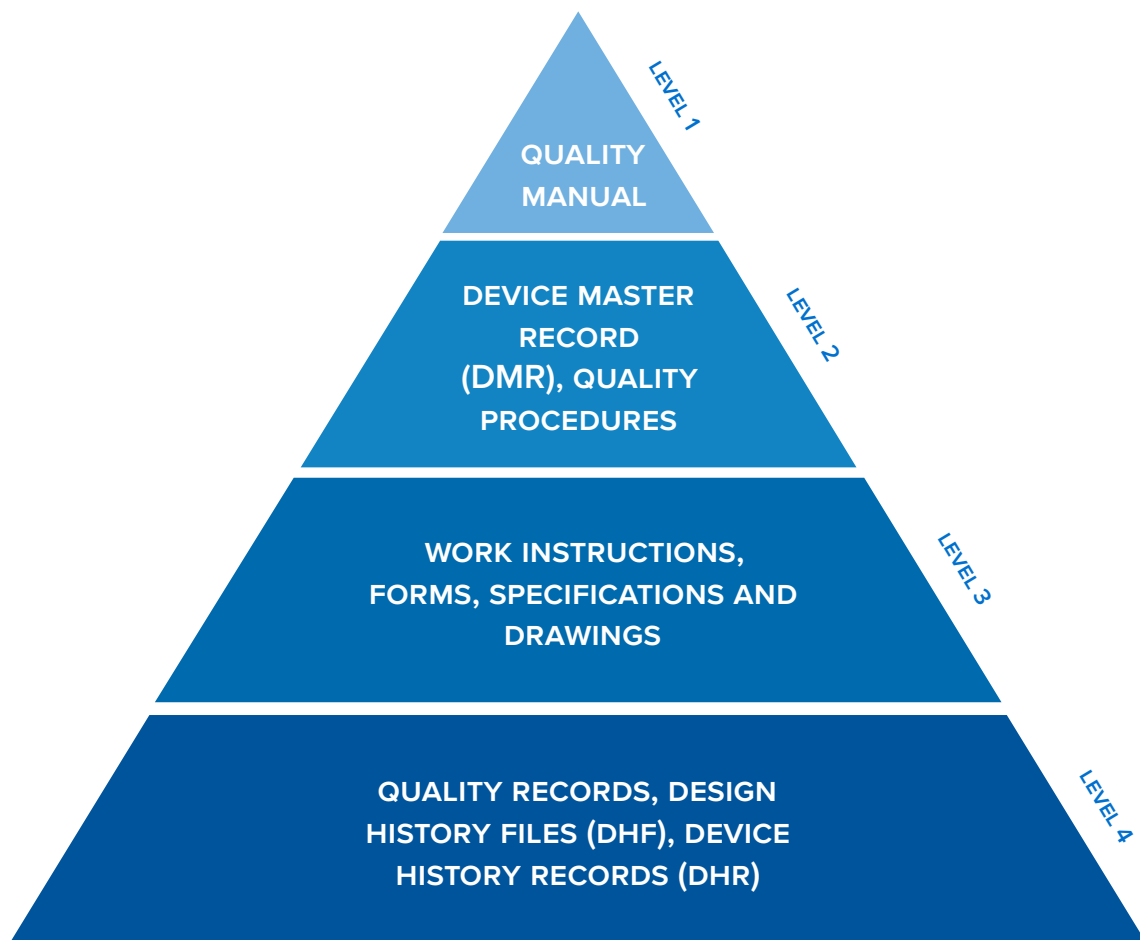 LEVEL 1
QUALITY
MANUAL
LEVEL 2
DEVICE MASTER
RECORD
(DMR), QUALITY
PROCEDURES
LEVEL 3
WORK INSTRUCTIONS,
FORMS, SPECIFICATIONS AND
DRAWINGS
LEVEL 4
QUALITY RECORDS, DESIGN
HISTORY FILES (DHF), DEVICE
HISTORY RECORDS (DHR)